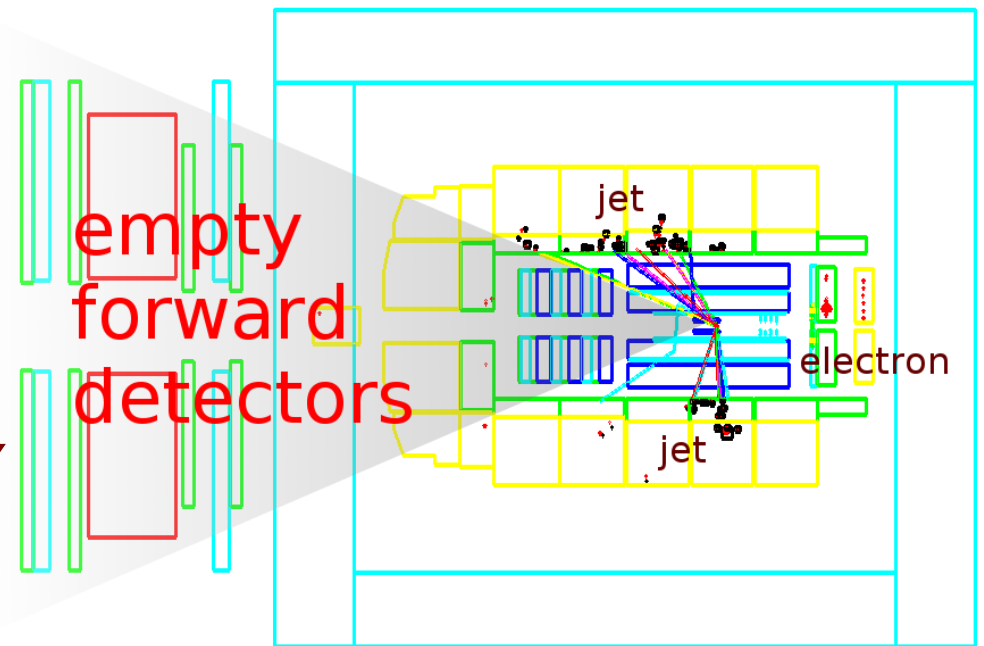 jet
empty
forward
detectors
electron
jet